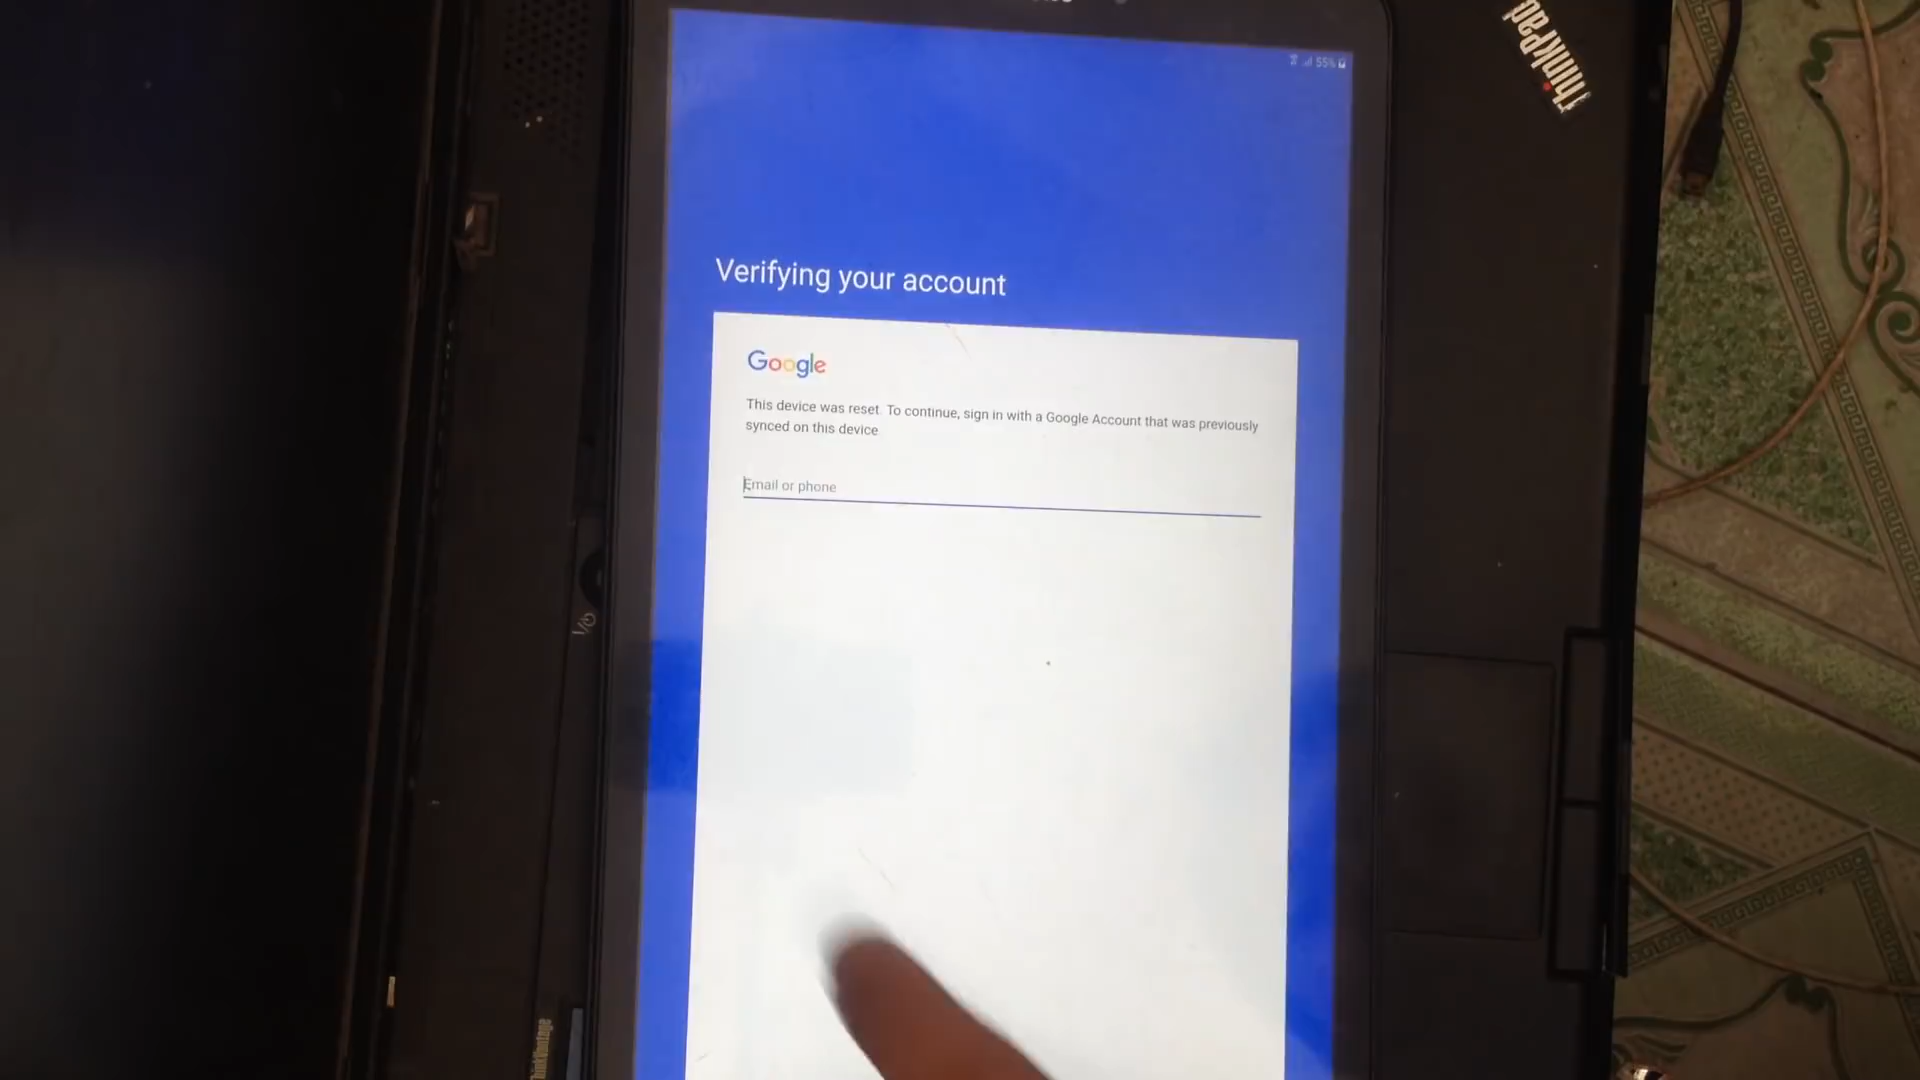 ThinkPad
55%
Verifying your account
Google
This device was reset. To continue, sign in with a Google Account that was previously
synced on this device
Email or phone
ThinkVantage